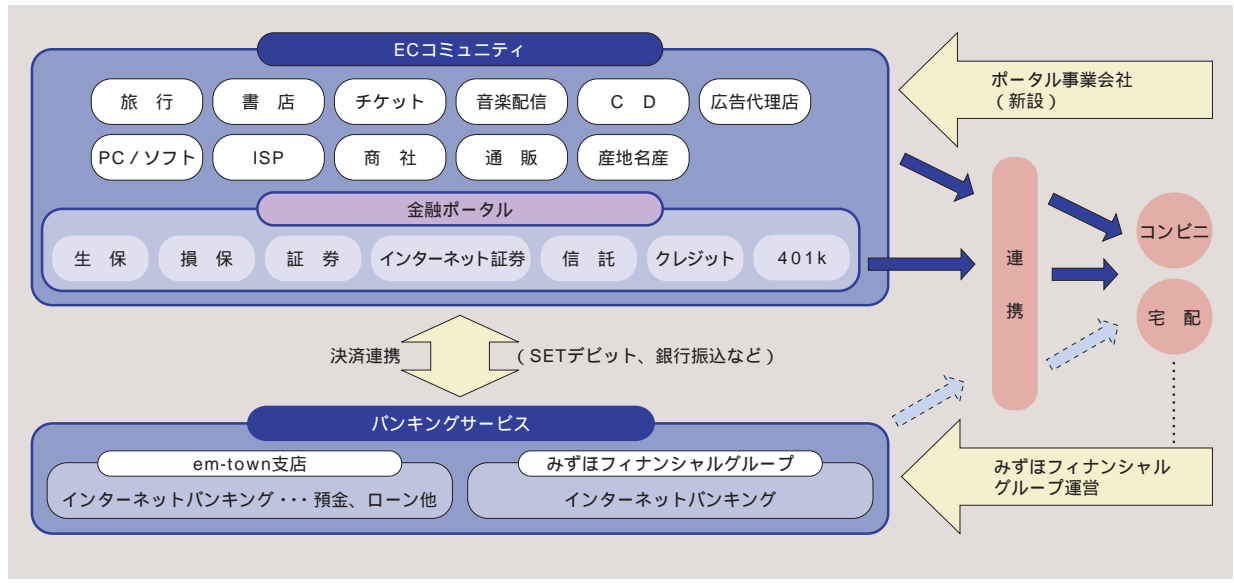 ECコミュニティ
旅　行
書　店
チケット
音楽配信
C　D
広告代理店
PC / ソフト
ISP
商　社
通　販
産地名産
金融ポータル
生　保
損　保
証　券
インターネット証券
信　託
クレジット
401k
ポータル事業会社
（新設）
連
携
コンビニ
宅　配
決済連携
（SETデビット、銀行振込など）
バンキングサービス
em-town支店
インターネットバンキング・・・預金、ローン他
みずほフィナンシャルグループ
インターネットバンキング
みずほフィナンシャル
グループ運営